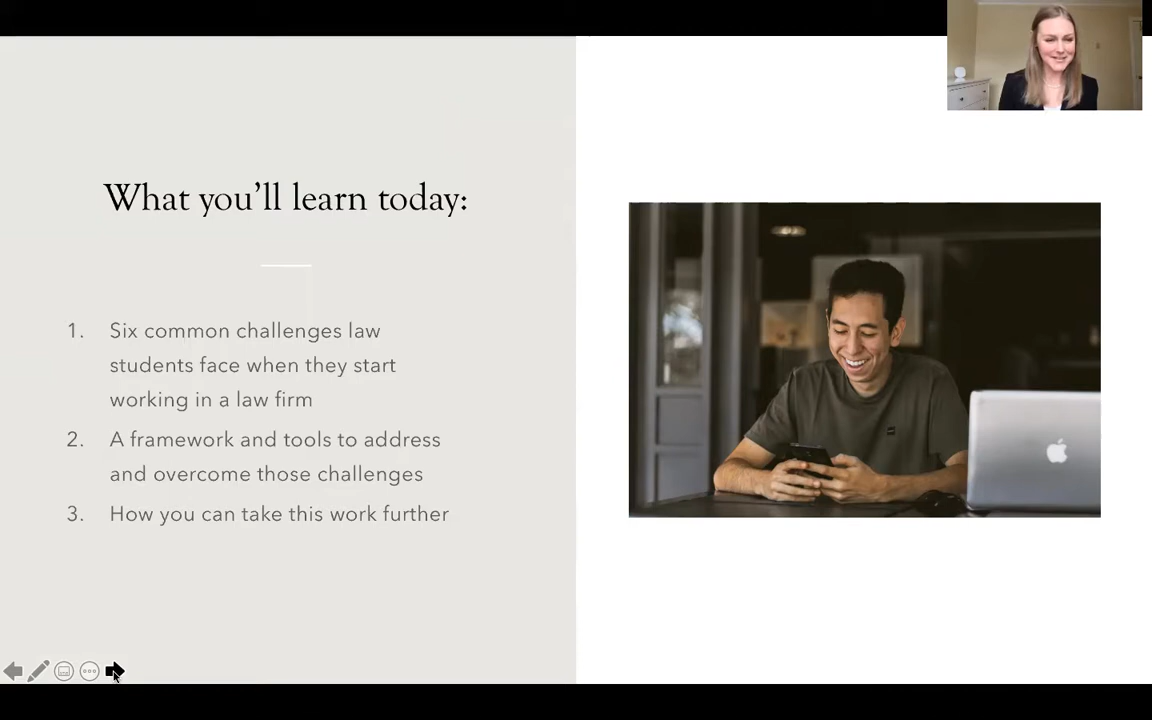 What you'll learn today:
1. Six common challenges law
students face when they start
working in a law firm
2. A framework and tools to address
and overcome those challenges
3. How you can take this work further